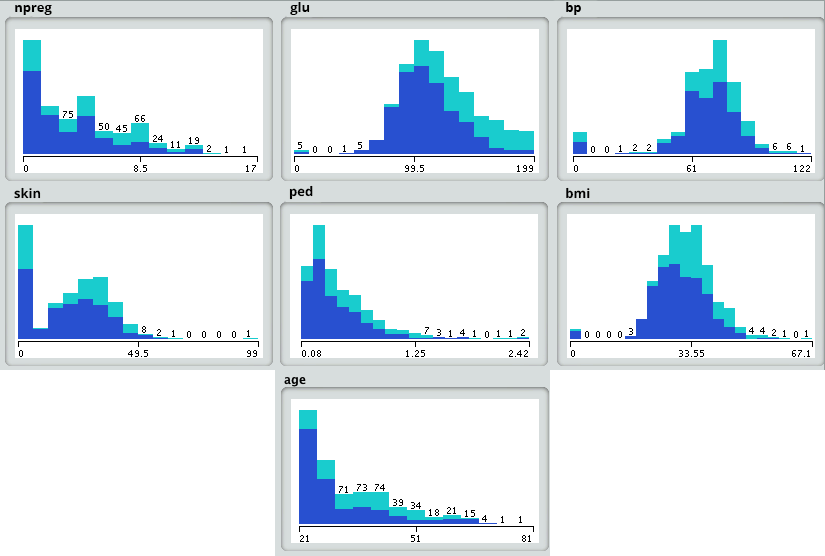 npreg
75 50 45 66 24 11 19 2 1 1
0 8.5 17
glu
5 0 0 1 5
0 99.5 199
bp
0 0 1 2 2 6 6 1
0 61 122
skin
8 2 1 0 0 0 0 1
0 49.5 99
ped
7 3 1 4 1 0 1 1 2
0.08 1.25 2.42
bmi
0 0 0 0 3 4 4 2 1 0 1
0 33.55 67.1
age
71 73 74 39 34 18 21 15 4 1 1
21 51 81